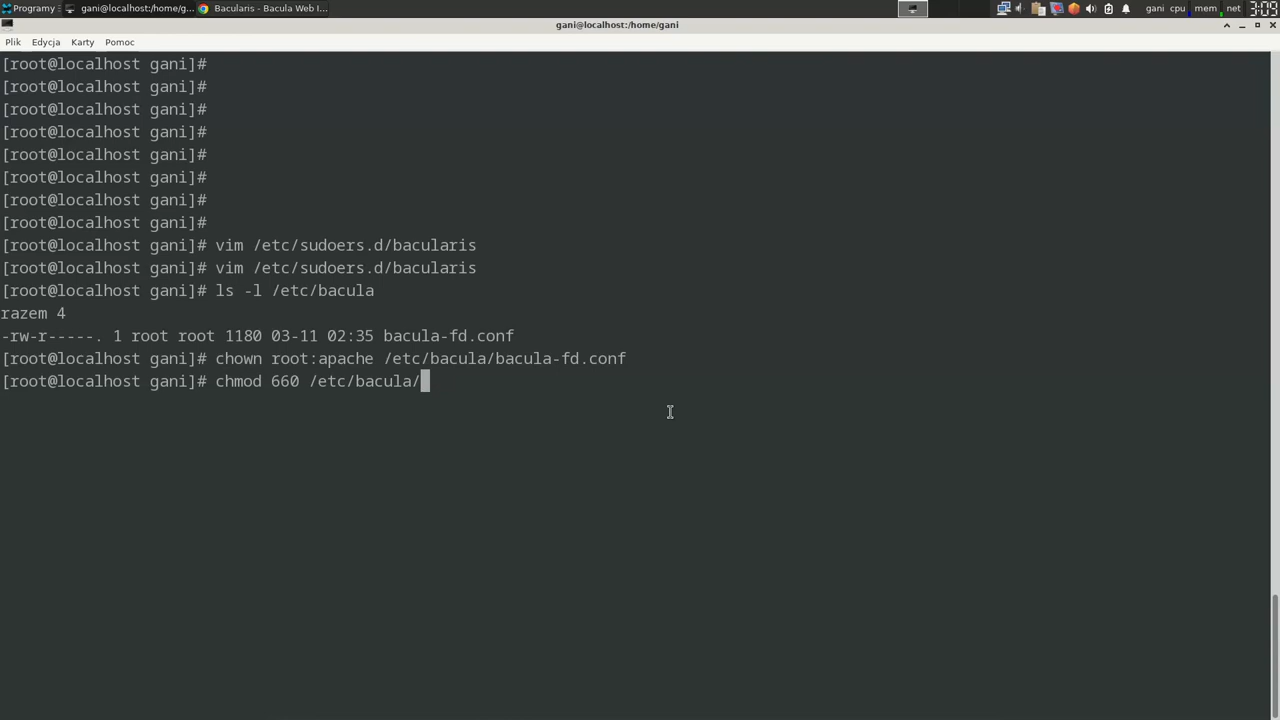 Programy gani@localhost:/home/g... Bacularis - Bacula Web I... gani cpu mem net 3:09
gani@localhost:/home/gani
Plik Edycja Karty Pomoc
[root@localhost gani]#
[root@localhost gani]#
[root@localhost gani]#
[root@localhost gani]#
[root@localhost gani]#
[root@localhost gani]#
[root@localhost gani]#
[root@localhost gani]#
[root@localhost gani]# vim /etc/sudoers.d/bacularis
[root@localhost gani]# vim /etc/sudoers.d/bacularis
[root@localhost gani]# ls -l /etc/bacula
razem 4
-rw-r-----. 1 root root 1180 03-11 02:35 bacula-fd.conf
[root@localhost gani]# chown root:apache /etc/bacula/bacula-fd.conf
[root@localhost gani]# chmod 660 /etc/bacula/